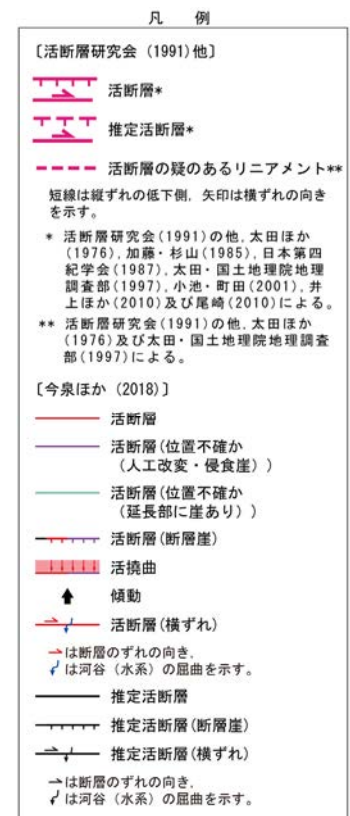 凡 例
〔活断層研究会（1991）他〕
活断層*
推定活断層*
活断層の疑のあるリニアメント**
短線は縦ずれの低下側，矢印は横ずれの向き
を示す。
* 活断層研究会(1991)の他，太田ほか
(1976)，加藤・杉山(1985)，日本第四
紀学会(1987)，太田・国土地理院地理
調査部(1997)，小池・町田(2001)，井
上ほか(2010)及び尾崎(2010)による。
** 活断層研究会(1991)の他，太田ほか
(1976)及び太田・国土地理院地理調査
部(1997)による。
〔今泉ほか（2018）〕
活断層
活断層(位置不確か
（人工改変・侵食崖）)
活断層(位置不確か
（延長部に崖あり）)
活断層(断層崖)
活撓曲
傾動
活断層(横ずれ)
→は断層のずれの向き．
は河谷（水系）の屈曲を示す。
推定活断層
推定活断層(断層崖)
推定活断層(横ずれ)
→は断層のずれの向き．
は河谷（水系）の屈曲を示す。